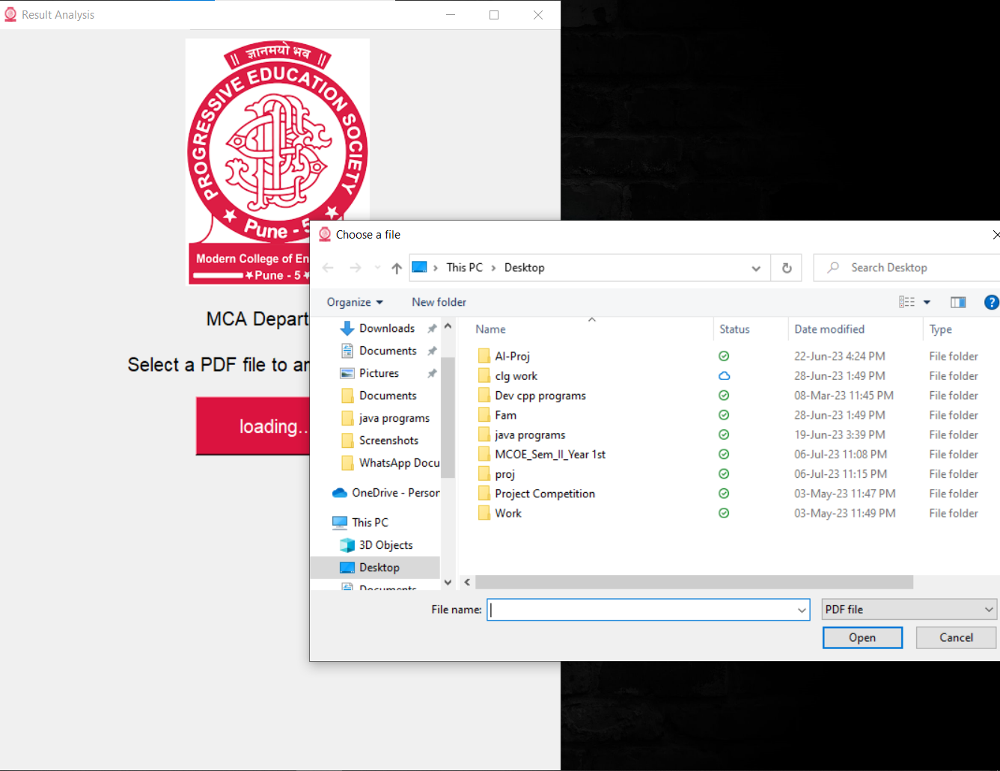 Result Analysis
|| ज्ञानमयो भव ||
PROGRESSIVE EDUCATION SOCIETY
Pune - 5
Modern College of En
Pune - 5
MCA Depart
Select a PDF file to ar
loading..
Choose a file
This PC > Desktop
Search Desktop
Organize
New folder
Name Status Date modified Type
Downloads
Documents
Pictures
Documents
java programs
Screenshots
WhatsApp Docu
OneDrive - Person
This PC
3D Objects
Desktop
Documents
AI-Proj 22-Jun-23 4:24 PM File folder
clg work 28-Jun-23 1:49 PM File folder
Dev cpp programs 08-Mar-23 11:45 PM File folder
Fam 28-Jun-23 1:49 PM File folder
java programs 19-Jun-23 3:39 PM File folder
MCOE_Sem_II_Year 1st 06-Jul-23 11:08 PM File folder
proj 06-Jul-23 11:15 PM File folder
Project Competition 03-May-23 11:47 PM File folder
Work 03-May-23 11:49 PM File folder
File name:
PDF file
Open
Cancel